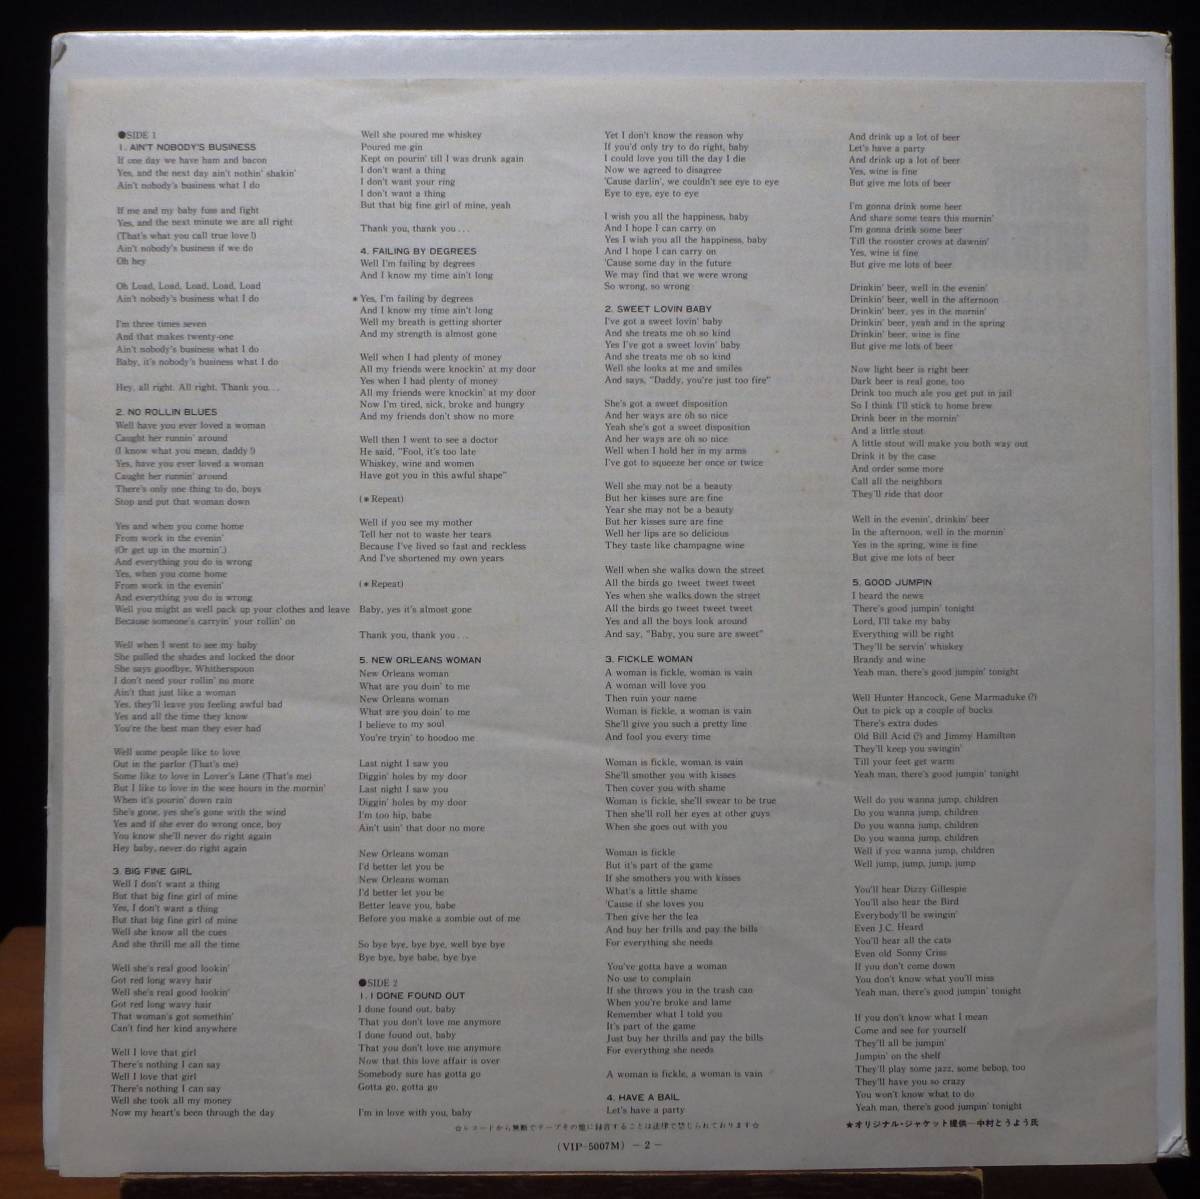 ●SIDE 1
1. AIN'T NOBODY'S BUSINESS
If one day we have ham and bacon
Yes, and the next day ain't nothin' shakin'
Ain't nobody's business what I do
If me and my baby fuss and fight
Yes, and the next minute we are all right
(That's what you call true love!)
Ain't nobody's business if we do
Oh hey
Oh Load, Load, Load, Load, Load
Ain't nobody's business what I do
I'm three times seven
And that makes twenty-one
Ain't nobody's business what I do
Baby, it's nobody's business what I do
Hey, all right. All right. Thank you...
2. NO ROLLIN BLUES
Well have you ever loved a woman
Caught her runnin' around
(I know what you mean, daddy!)
Yes, have you ever loved a woman
Caught her runnin' around
There's only one thing to do, boys
Stop and put that woman down
Yes and when you come home
From work in the evenin'
(Or get up in the mornin'.)
And everything you do is wrong
Yes, when you come home
From work in the evenin'
And everything you do is wrong
Well you might as well pack up your clothes and leave
Because someone's carryin' your rollin' on
Well when I went to see my baby
She pulled the shades and locked the door
She says goodbye, Whitherspoon
I don't need your rollin' no more
Ain't that just like a woman
Yes, they'll leave you feeling awful bad
Yes and all the time they know
You're the best man they ever had
Well some people like to love
Out in the parlor (That's me)
Some like to love in Lover's Lane (That's me)
But I like to love in the wee hours in the mornin'
When it's pourin' down rain
She's gone, yes she's gone with the wind
Yes and if she ever do wrong once, boy
You know she'll never do right again
Hey baby, never do right again
3. BIG FINE GIRL
Well I don't want a thing
But that big fine girl of mine
Yes, I don't want a thing
But that big fine girl of mine
Well she know all the cues
And she thrill me all the time
Well she's real good lookin'
Got red long wavy hair
Well she's real good lookin'
Got red long wavy hair
That woman's got somethin'
Can't find her kind anywhere
Well I love that girl
There's nothing I can say
Well I love that girl
There's nothing I can say
Well she took all my money
Now my heart's been through the day
Well she poured me whiskey
Poured me gin
Kept on pourin' till I was drunk again
I don't want a thing
I don't want your ring
I don't want a thing
But that big fine girl of mine, yeah
Thank you, thank you...
4. FAILING BY DEGREES
Well I'm failing by degrees
And I know my time ain't long
* Yes, I'm failing by degrees
And I know my time ain't long
Well my breath is getting shorter
And my strength is almost gone
Well when I had plenty of money
All my friends were knockin' at my door
Yes when I had plenty of money
All my friends were knockin' at my door
Now I'm tired, sick, broke and hungry
And my friends don't show no more
Well then I went to see a doctor
He said, "Fool, it's too late
Whiskey, wine and women
Have got you in this awful shape"
(* Repeat)
Well if you see my mother
Tell her not to waste her tears
Because I've lived so fast and reckless
And I've shortened my own years
(* Repeat)
Baby, yes it's almost gone
Thank you, thank you...
5. NEW ORLEANS WOMAN
New Orleans woman
What are you doin' to me
New Orleans woman
What are you doin' to me
I believe to my soul
You're tryin' to hoodoo me
Last night I saw you
Diggin' holes by my door
Last night I saw you
Diggin' holes by my door
I'm too hip, babe
Ain't usin' that door no more
New Orleans woman
I'd better let you be
New Orleans woman
I'd better let you be
Better leave you, babe
Before you make a zombie out of me
So bye bye, bye bye, well bye bye
Bye bye, bye babe, bye bye
●SIDE 2
1. I DONE FOUND OUT
I done found out, baby
That you don't love me anymore
I done found out, baby
That you don't love me anymore
Now that this love affair is over
Somebody sure has gotta go
Gotta go, gotta go
I'm in love with you, baby
Yet I don't know the reason why
If you'd only try to do right, baby
I could love you till the day I die
Now we agreed to disagree
'Cause darlin', we couldn't see eye to eye
Eye to eye, eye to eye
I wish you all the happiness, baby
And I hope I can carry on
Yes I wish you all the happiness, baby
And I hope I can carry on
'Cause some day in the future
We may find that we were wrong
So wrong, so wrong
2. SWEET LOVIN BABY
I've got a sweet lovin' baby
And she treats me oh so kind
Yes I've got a sweet lovin' baby
And she treats me oh so kind
Well she looks at me and smiles
And says, "Daddy, you're just too fire"
She's got a sweet disposition
And her ways are oh so nice
Yeah she's got a sweet disposition
And her ways are oh so nice
Well when I hold her in my arms
I've got to squeeze her once or twice
Well she may not be a beauty
But her kisses sure are fine
Year she may not be a beauty
But her kisses sure are fine
Well her lips are so delicious
They taste like champagne wine
Well when she walks down the street
All the birds go tweet tweet tweet
Yes when she walks down the street
All the birds go tweet tweet tweet
Yes and all the boys look around
And say, "Baby, you sure are sweet"
3. FICKLE WOMAN
A woman is fickle, woman is vain
A woman will love you
Then ruin your name
Woman is fickle, a woman is vain
She'll give you such a pretty line
And fool you every time
Woman is fickle, woman is vain
She'll smother you with kisses
Then cover you with shame
Woman is fickle, she'll swear to be true
Then she'll roll her eyes at other guys
When she goes out with you
Woman is fickle
But it's part of the game
If she smothers you with kisses
What's a little shame
'Cause if she loves you
Then give her the lea
And buy her frills and pay the bills
For everything she needs
You've gotta have a woman
No use to complain
If she throws you in the trash can
When you're broke and lame
Remember what I told you
It's part of the game
Just buy her thrills and pay the bills
For everything she needs
A woman is fickle, a woman is vain
4. HAVE A BAIL
Let's have a party
And drink up a lot of beer
Let's have a party
And drink up a lot of beer
Yes, wine is fine
But give me lots of beer
I'm gonna drink some beer
And share some tears this mornin'
I'm gonna drink some beer
Till the rooster crows at dawnin'
Yes, wine is fine
But give me lots of beer
Drinkin' beer, well in the evenin'
Drinkin' beer, well in the afternoon
Drinkin' beer, yes in the mornin'
Drinkin' beer, yeah and in the spring
Drinkin' beer, wine is fine
But give me lots of beer
Now light beer is right beer
Dark beer is real gone, too
Drink too much ale you get put in jail
So I think I'll stick to home brew
Drink beer in the mornin'
And a little stout
A little stout will make you both way out
Drink it by the case
And order some more
Call all the neighbors
They'll ride that door
Well in the evenin', drinkin' beer
In the afternoon, well in the mornin'
Yes in the spring, wine is fine
But give lots of beer
5. GOOD JUMPIN
I heard the news
There's good jumpin' tonight
Lord, I'll take my baby
Everything will be right
They'll be servin' whiskey
Brandy and wine
Yeah man, there's good jumpin' tonight
Well Hunter Hancock, Gene Marmaduke (?)
Out to pick up a couple of bucks
There's extra dudes
Old Bill Acid (?) and Jimmy Hamilton
They'll keep you swingin'
Till your feet get warm
Yeah man, there's good jumpin' tonight
Well do you wanna jump, children
Do you wanna jump, children
Do you wanna jump, children
Do you wanna jump, children
Well if you wanna jump, children
Well jump, jump, jump, jump
You'll hear Dizzy Gillespie
You'll also hear the Bird
Everybody'll be swingin'
Even J.C. Heard
You'll hear all the cats
Even old Sonny Criss
If you don't come down
You don't know what you'll miss
Yeah man, there's good jumpin' tonight
If you don't know what I mean
Come and see for yourself
They'll all be jumpin'
Jumpin' on the shelf
They'll play some jazz, some bebop, too
They'll have you so crazy
You won't know what to do
Yeah man, there's good jumpin' tonight
★オリジナル・ジャケット提供―中村とうよう氏
☆レコードから無断でテープその他に録音することは法律で禁じられております☆
(VIP-5007M) －2－